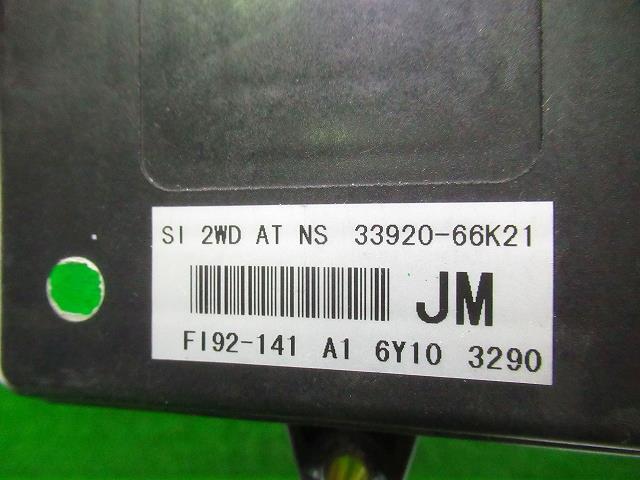 SI 2WD AT NS 33920-66K21
JM
FI92-141 A1 6Y10 3290